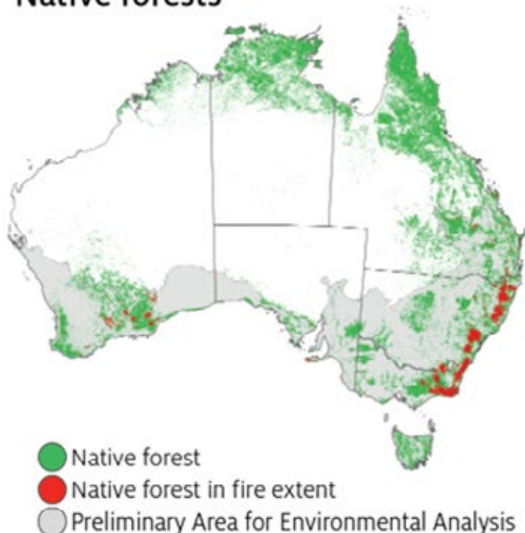 Native forests
Native forest
Native forest in fire extent
Preliminary Area for Environmental Analysis